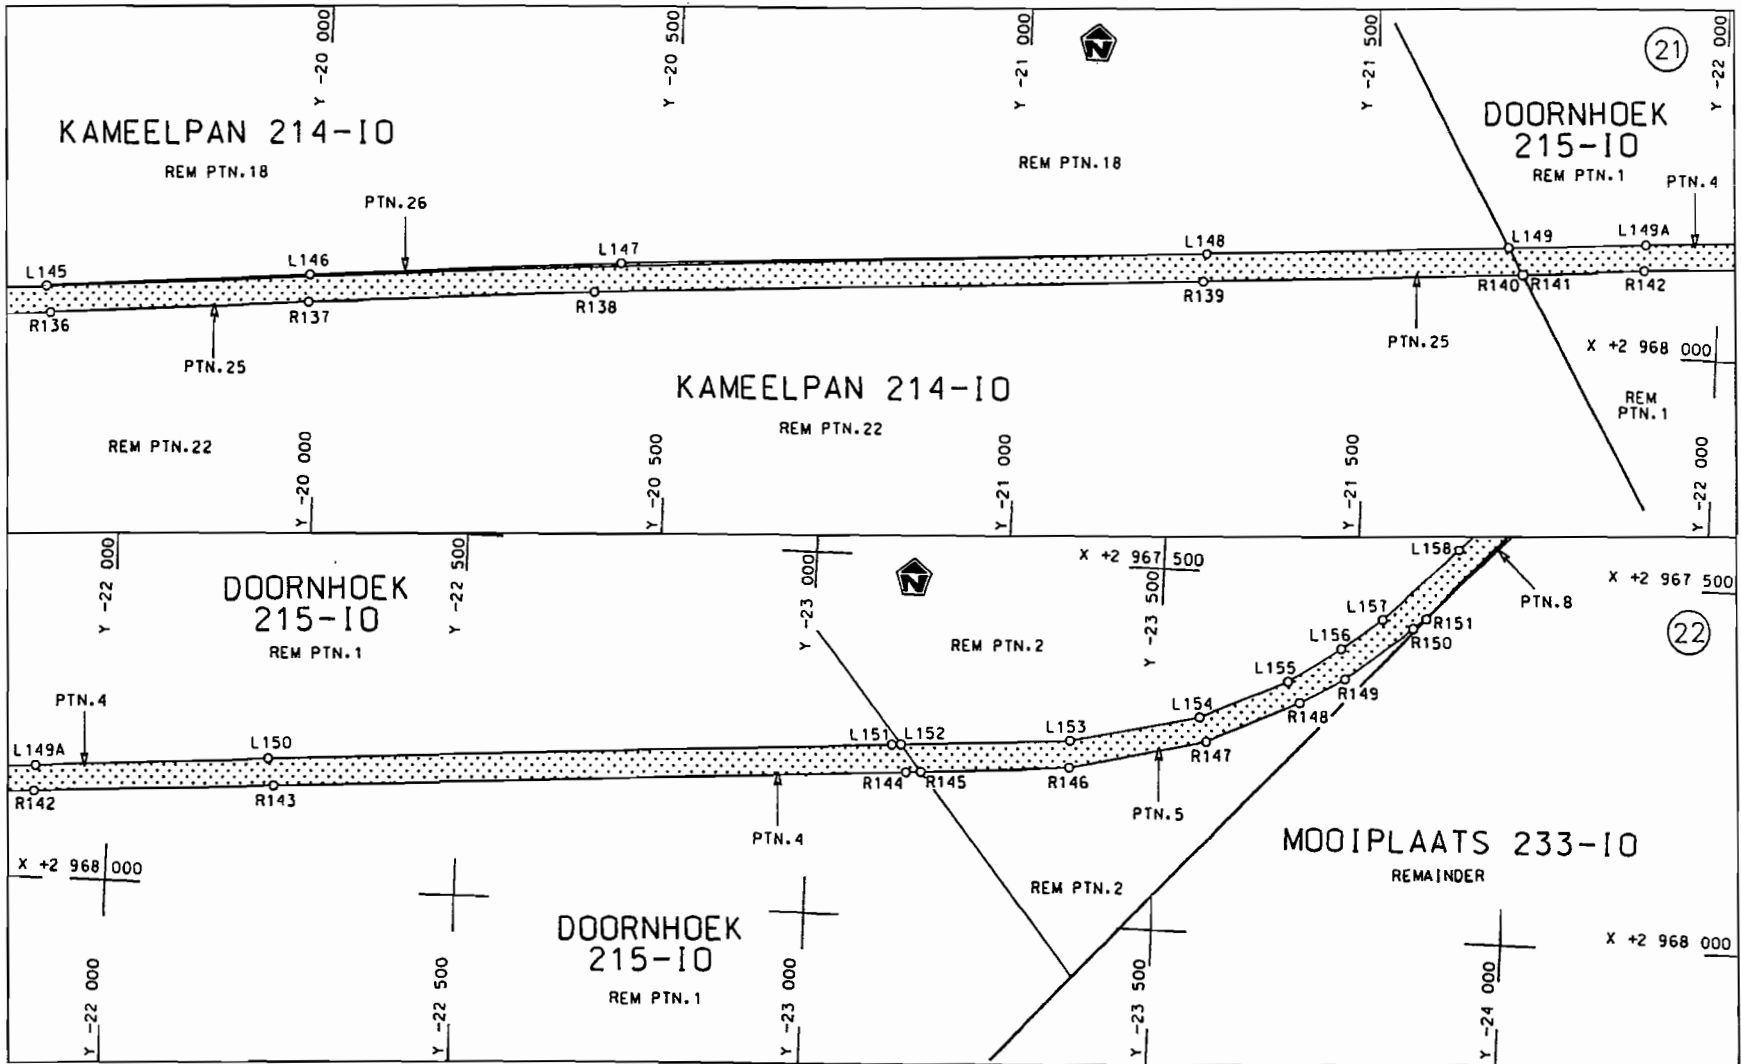 Y -20 000
Y -20 500
Y -21 000
N
Y -21 500
21
Y -22 000
KAMEELPAN 214-IO
REM PTN.18
REM PTN.18
DOORNHOEK
215-IO
REM PTN.1
PTN.4
PTN.26
L145
L146
L147
L148
L149
L149A
R136
R137
R138
R139
R140
R141
R142
PTN.25
PTN.25
X +2 968 000
KAMEELPAN 214-IO
REM PTN.22
REM PTN.22
REM
PTN.1
Y -20 000
Y -20 500
Y -21 000
Y -21 500
Y -22 000
Y -22 000
DOORNHOEK
215-IO
REM PTN.1
Y -22 500
Y -23 000
N
REM PTN.2
X +2 967 500
Y -23 500
L158
PTN.8
X +2 967 500
22
L157
R151
R150
L156
L155
R149
R148
L154
R147
PTN.4
L149A
L150
L151
L152
L153
R142
R143
R144
R145
R146
PTN.4
PTN.5
MOOIPLAATS 233-IO
REMAINDER
X +2 968 000
REM PTN.2
DOORNHOEK
215-IO
REM PTN.1
X +2 968 000
Y -22 000
Y -22 500
Y -23 000
Y -23 500
Y -24 000